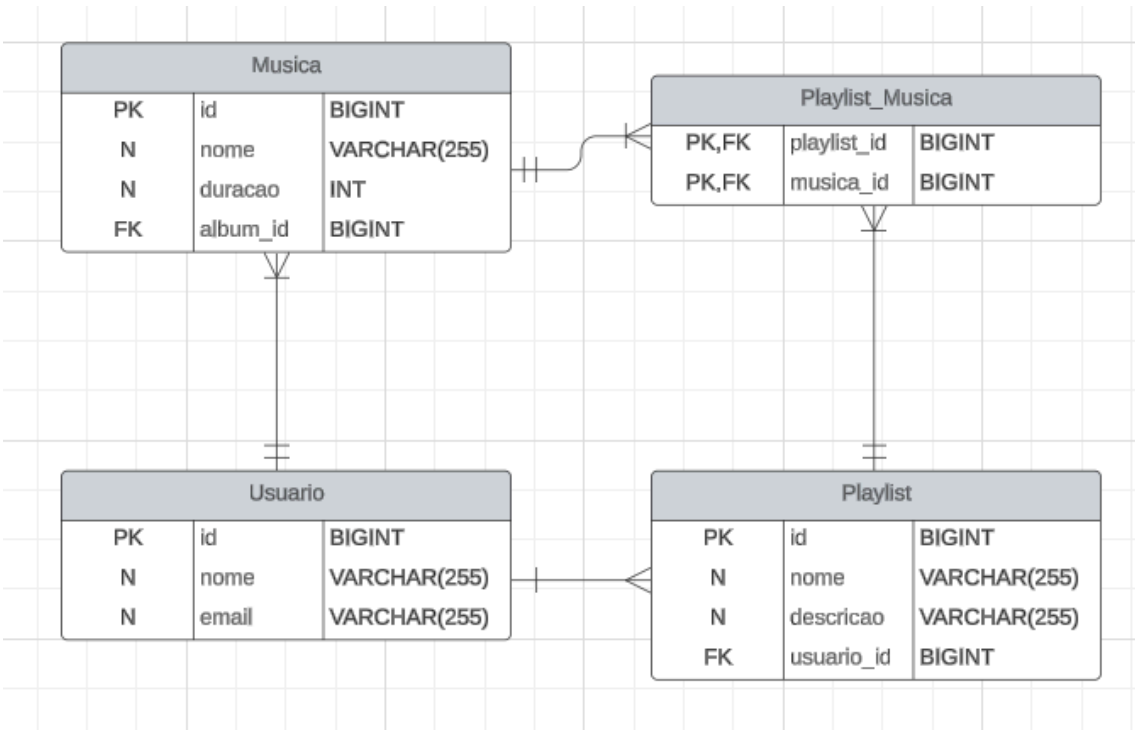 Musica
PK id BIGINT
N nome VARCHAR(255)
N duracao INT
FK album_id BIGINT
Playlist_Musica
PK,FK playlist_id BIGINT
PK,FK musica_id BIGINT
Usuario
PK id BIGINT
N nome VARCHAR(255)
N email VARCHAR(255)
Playlist
PK id BIGINT
N nome VARCHAR(255)
N descricao VARCHAR(255)
FK usuario_id BIGINT